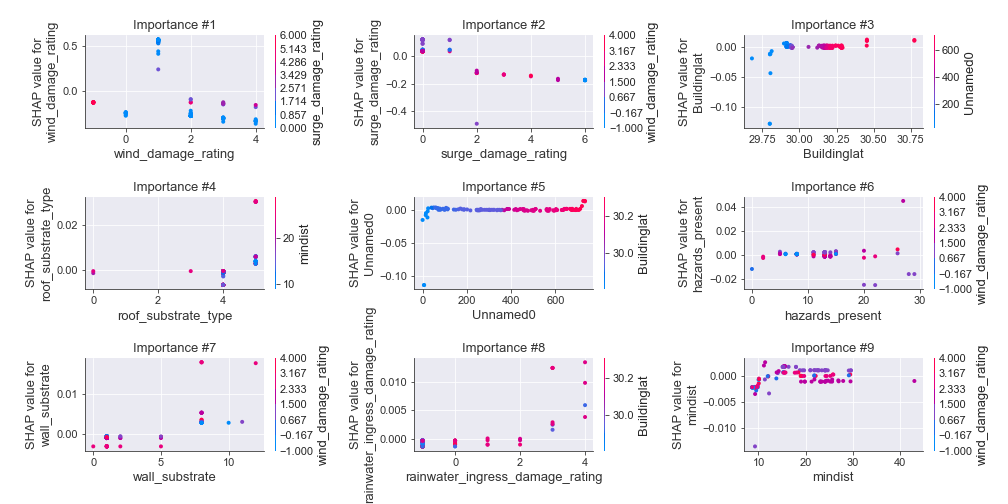 Importance #1
SHAP value for
wind_damage_rating
0.5
0.0
0
2
4
wind_damage_rating
6.000
5.143
4.286
3.429
2.571
1.714
0.857
0.000
surge_damage_rating
Importance #2
SHAP value for
surge_damage_rating
0.0
−0.2
−0.4
0
1
2
3
4
5
6
surge_damage_rating
4.000
3.167
2.333
1.500
0.667
−0.167
−1.000
wind_damage_rating
Importance #3
SHAP value for
Buildinglat
0.00
−0.05
−0.10
29.75
30.00
30.25
30.50
30.75
Buildinglat
600
400
200
Unnamed0
Importance #4
SHAP value for
roof_substrate_type
0.02
0.00
0
2
4
roof_substrate_type
20
10
mindist
Importance #5
SHAP value for
Unnamed0
0.00
−0.05
−0.10
0
200
400
600
Unnamed0
30.2
30.0
Buildinglat
Importance #6
SHAP value for
hazards_present
0.04
0.02
0.00
−0.02
0
10
20
30
hazards_present
4.000
3.167
2.333
1.500
0.667
−0.167
−1.000
wind_damage_rating
Importance #7
SHAP value for
wall_substrate
0.01
0.00
0
5
10
wall_substrate
4.000
3.167
2.333
1.500
0.667
−0.167
−1.000
wind_damage_rating
Importance #8
SHAP value for
rainwater_ingress_damage_rating
0.010
0.005
0.000
−1
0
1
2
3
4
rainwater_ingress_damage_rating
30.2
30.0
Buildinglat
Importance #9
SHAP value for
mindist
0.000
−0.005
−0.010
10
20
30
40
mindist
4.000
3.167
2.333
1.500
0.667
−0.167
−1.000
wind_damage_rating